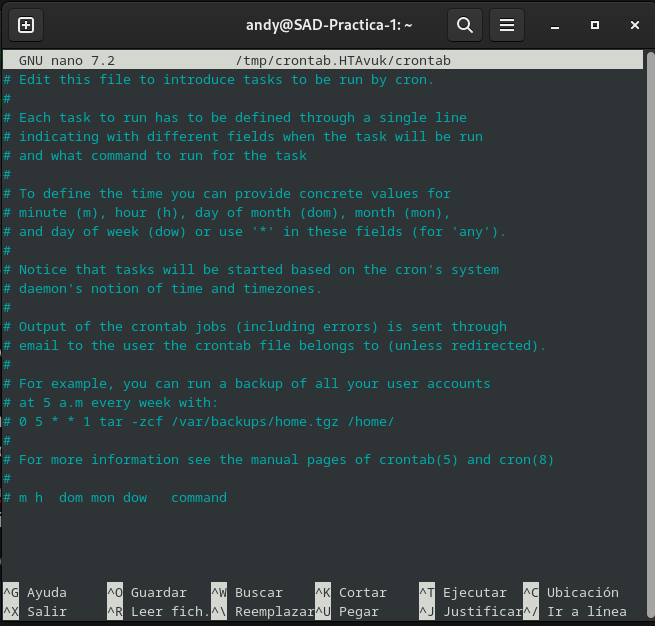 andy@SAD-Practica-1: ~
GNU nano 7.2 /tmp/crontab.HTAvuk/crontab
# Edit this file to introduce tasks to be run by cron.
#
# Each task to run has to be defined through a single line
# indicating with different fields when the task will be run
# and what command to run for the task
#
# To define the time you can provide concrete values for
# minute (m), hour (h), day of month (dom), month (mon),
# and day of week (dow) or use '*' in these fields (for 'any').
#
# Notice that tasks will be started based on the cron's system
# daemon's notion of time and timezones.
#
# Output of the crontab jobs (including errors) is sent through
# email to the user the crontab file belongs to (unless redirected).
#
# For example, you can run a backup of all your user accounts
# at 5 a.m every week with:
# 0 5 * * 1 tar -zcf /var/backups/home.tgz /home/
#
# For more information see the manual pages of crontab(5) and cron(8)
#
# m h  dom mon dow   command
^G Ayuda ^O Guardar ^W Buscar ^K Cortar ^T Ejecutar ^C Ubicación
^X Salir ^R Leer fich. ^\ Reemplazar ^U Pegar ^J Justificar ^/ Ir a línea